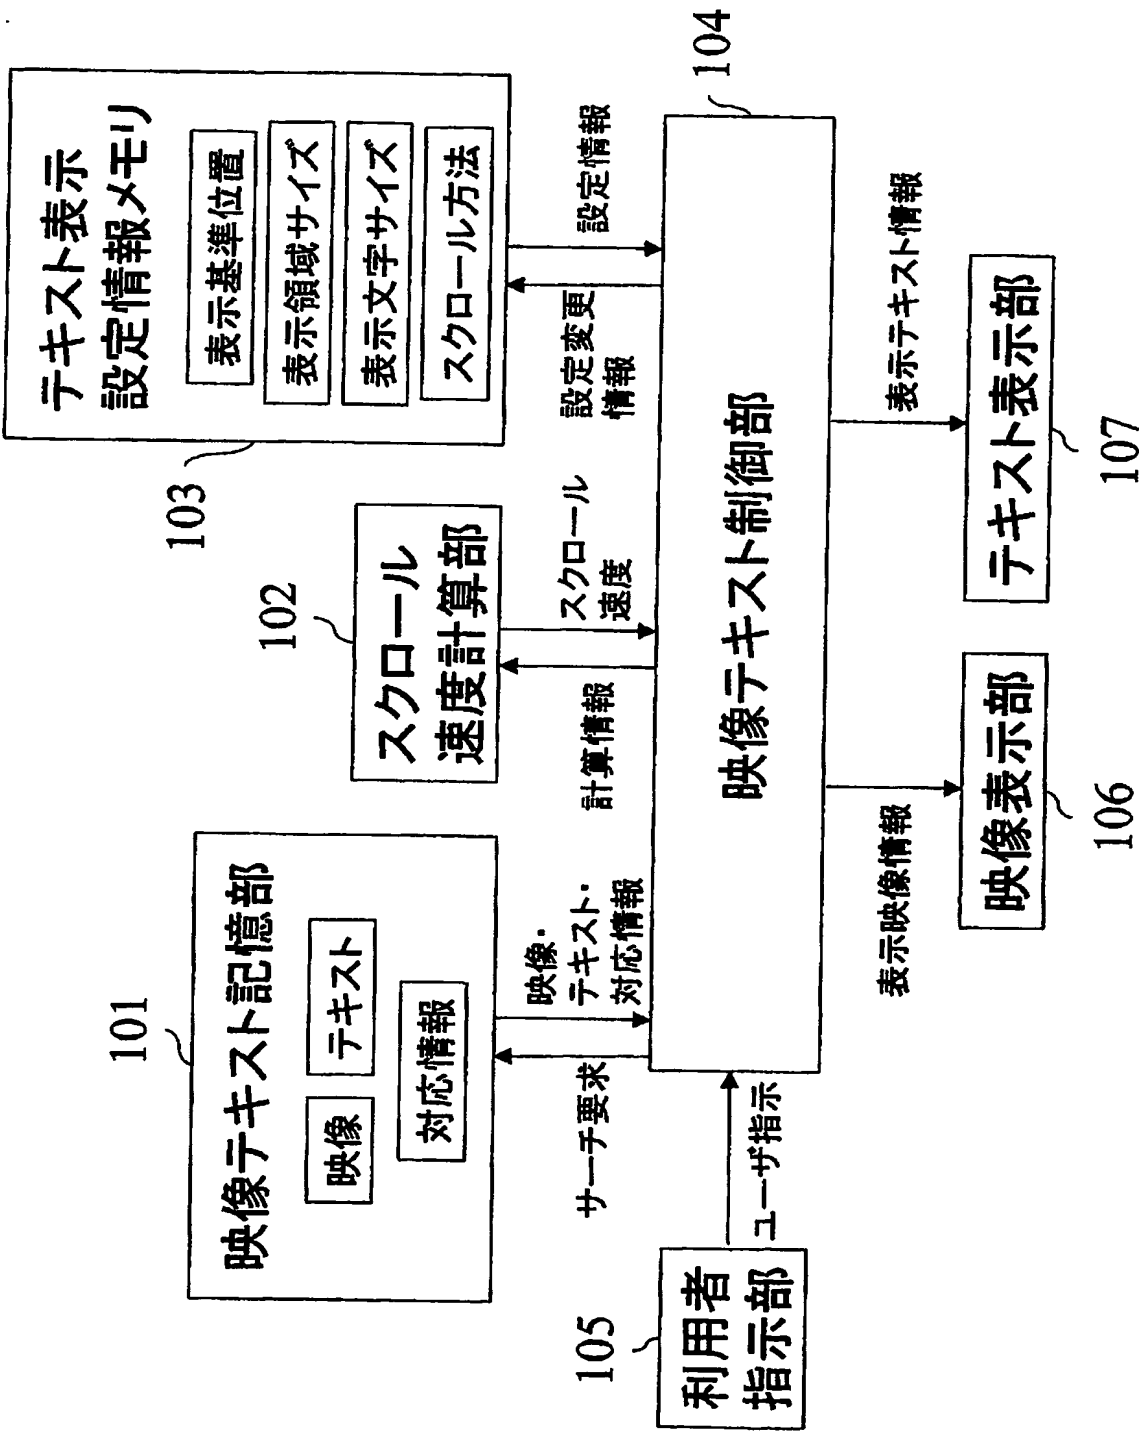 101
映像テキスト記憶部
映像
テキスト
対応情報
102
スクロール
速度計算部
103
テキスト表示
設定情報メモリ
表示基準位置
表示領域サイズ
表示文字サイズ
スクロール方法
サーチ要求
映像・
テキスト・
対応情報
計算情報
スクロール
速度
設定変更
情報
設定情報
104
映像テキスト制御部
105
利用者
指示部
ユーザ指示
表示映像情報
表示テキスト情報
映像表示部
106
テキスト表示部
107